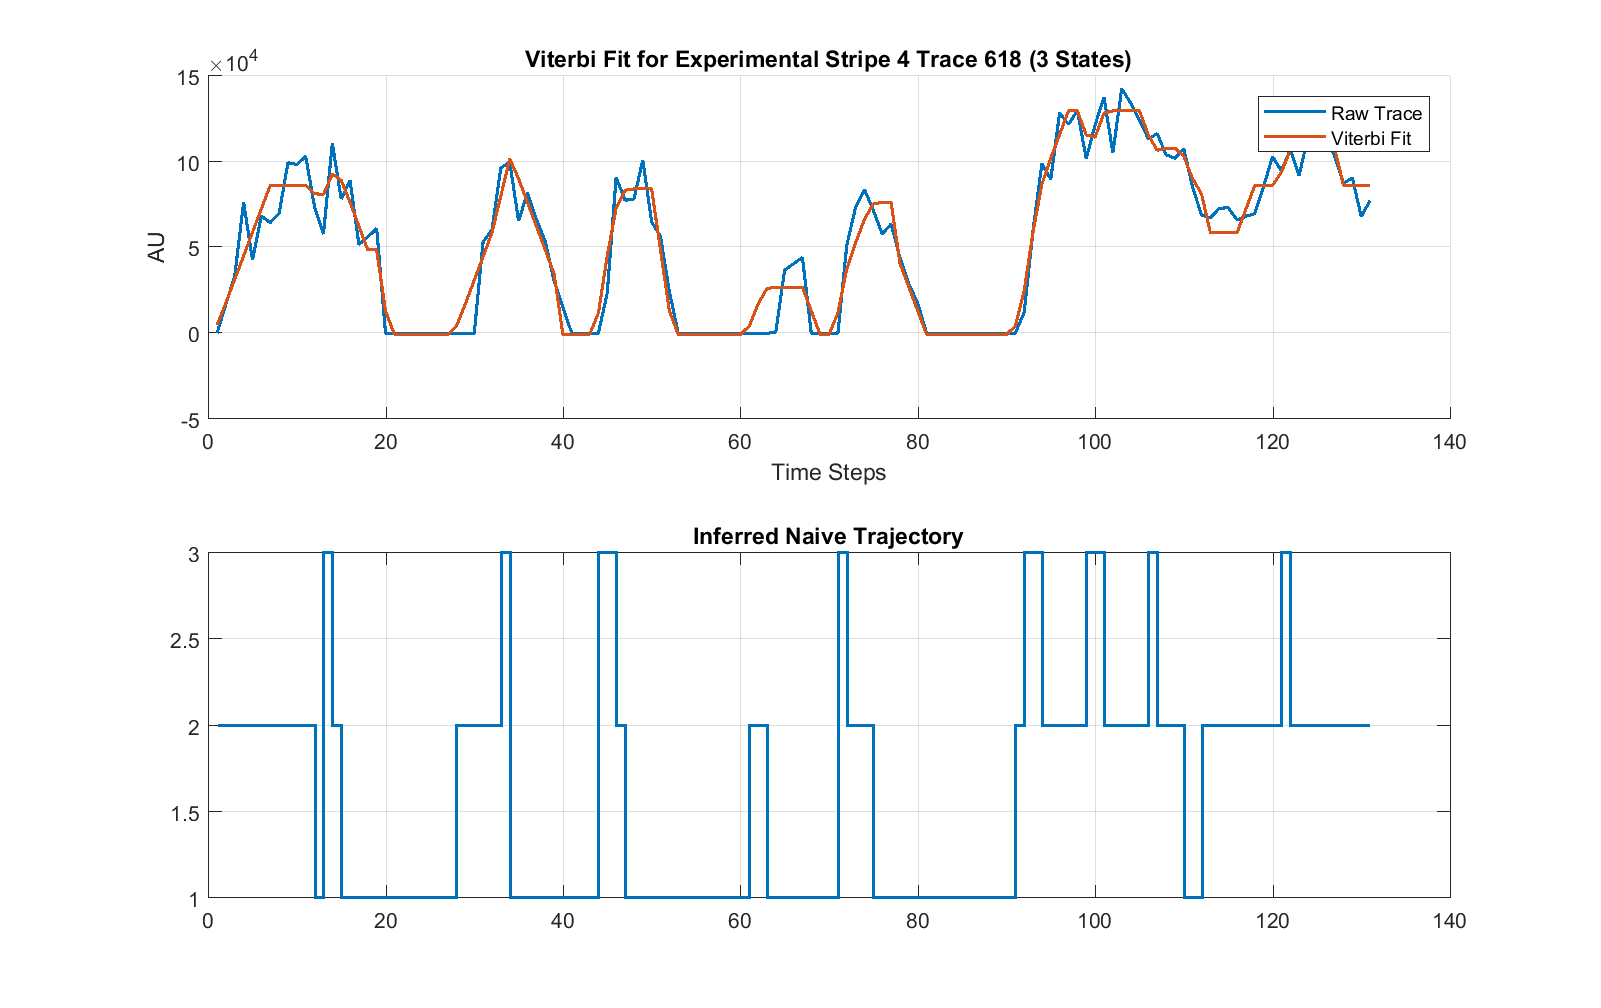 Viterbi Fit for Experimental Stripe 4 Trace 618 (3 States)
×10^4
15
10
5
0
-5
AU
Raw Trace
Viterbi Fit
0 20 40 60 80 100 120 140
Time Steps
Inferred Naive Trajectory
3
2.5
2
1.5
1
0 20 40 60 80 100 120 140